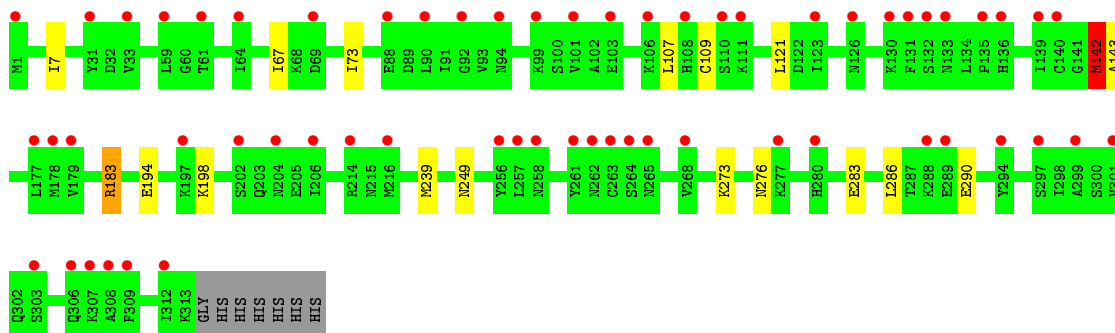 M1 I7 Y31 D32 V33 L59 G60 T61 I64 I67 K68 D69 I73 E88 D89 L90 I91 G92 V93 N94 K99 S100 V101 A102 E103 K106 L107 H108 C109 S110 K111 L121 D122 I123 N126 K130 F131 S132 N133 L134 P135 H136 I139 C140 G141 M142 A143
L177 M178 V179 R183 E194 K197 K198 S202 Q203 N204 E205 I206 R214 N215 M216 M239 N249 Y256 L257 N258 Y261 N262 C263 S264 N265 V268 K273 N276 K277 H280 E283 L286 T287 K288 E289 E290 Y294 S297 I298 A299 S300
Q302 S303 Q306 K307 A308 F309 I312 K313 GLY HIS HIS HIS HIS HIS HIS